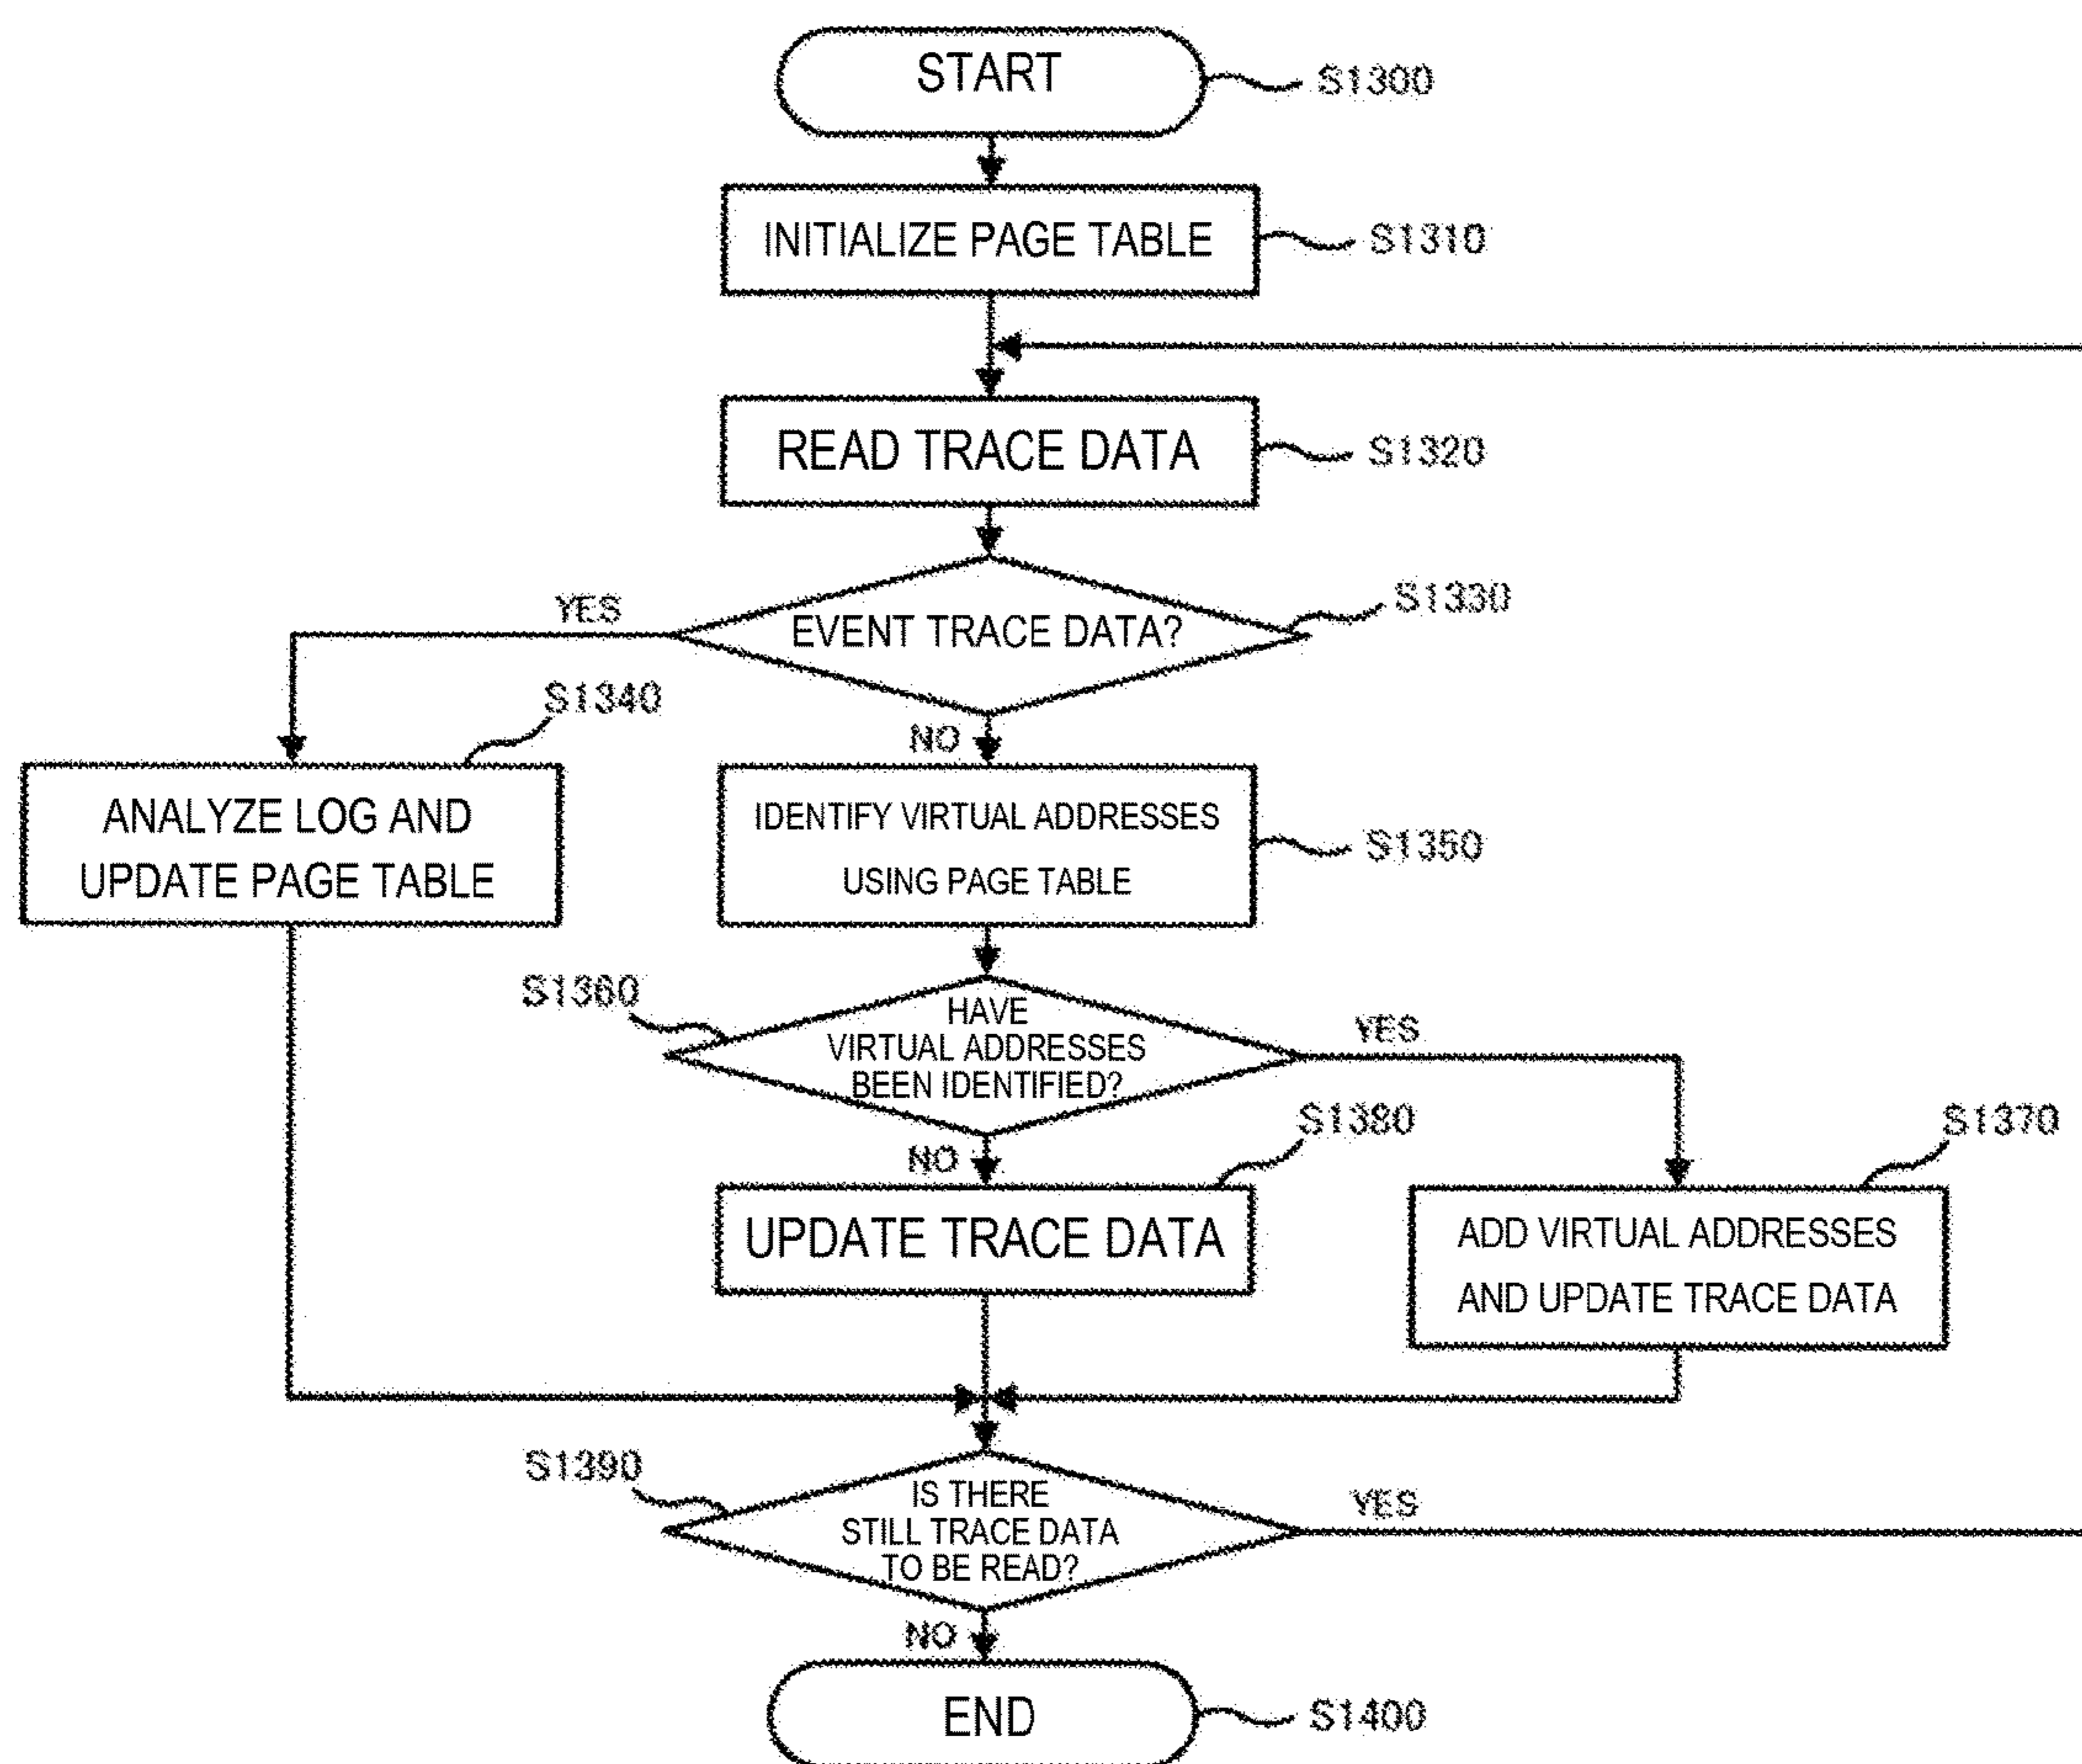 START
S1300
INITIALIZE PAGE TABLE
S1310
READ TRACE DATA
S1320
EVENT TRACE DATA?
S1330
YES
NO
S1340
ANALYZE LOG AND
UPDATE PAGE TABLE
IDENTIFY VIRTUAL ADDRESSES
USING PAGE TABLE
S1350
S1360
HAVE
VIRTUAL ADDRESSES
BEEN IDENTIFIED?
YES
NO
S1380
UPDATE TRACE DATA
S1370
ADD VIRTUAL ADDRESSES
AND UPDATE TRACE DATA
S1390
IS THERE
STILL TRACE DATA
TO BE READ?
YES
NO
END
S1400